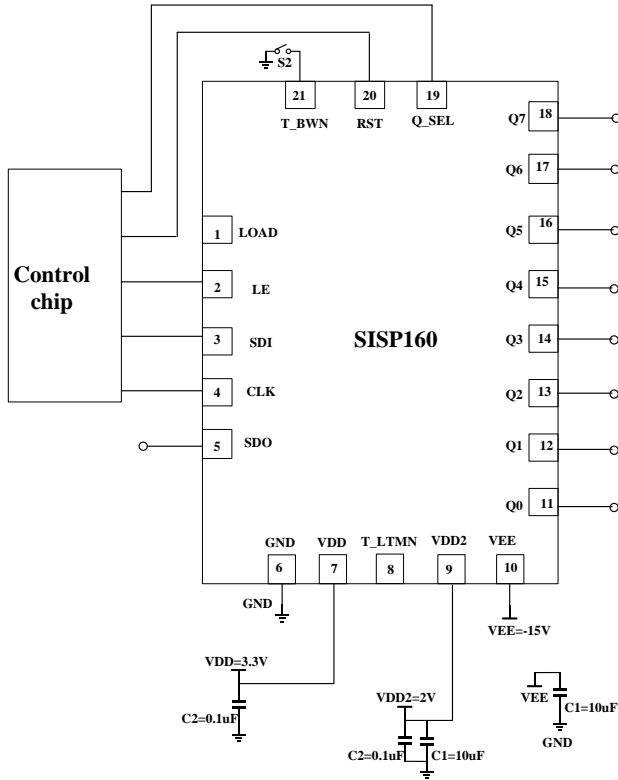 S2
21
20
19
T_BWN
RST
Q_SEL
Q7
18
Q6
17
1
LOAD
Q5
16
Control
chip
2
LE
Q4
15
3
SDI
SISP160
Q3
14
4
CLK
Q2
13
5
SDO
Q1
12
Q0
11
GND
VDD
T_LTMN
VDD2
VEE
6
7
8
9
10
GND
VEE=-15V
VDD=3.3V
C2=0.1uF
VDD2=2V
C2=0.1uF
C1=10uF
VEE
C1=10uF
GND